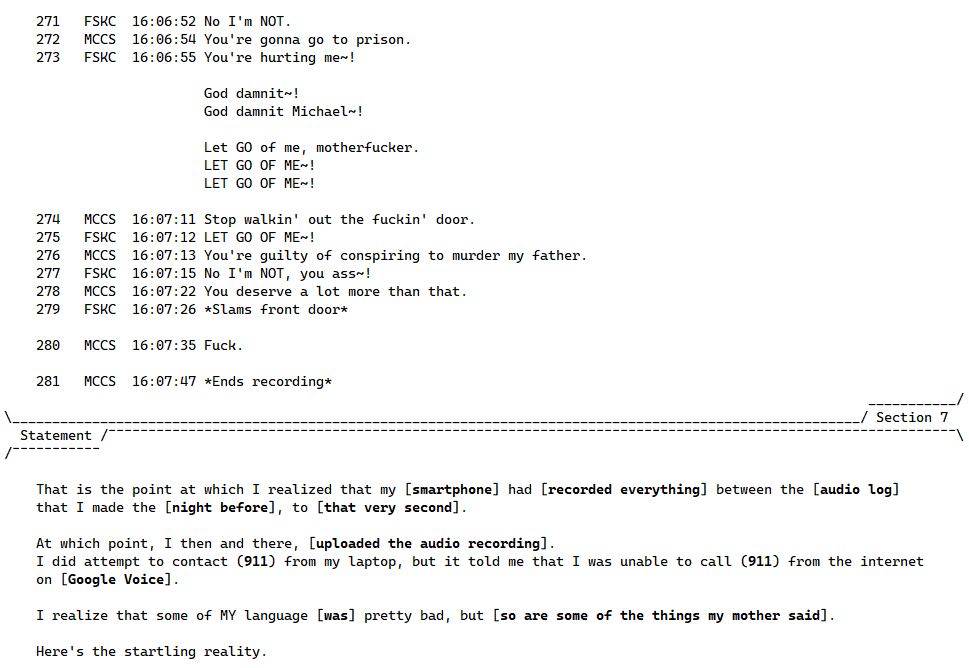 271 FSKC 16:06:52 No I'm NOT.
272 MCCS 16:06:54 You're gonna go to prison.
273 FSKC 16:06:55 You're hurting me~!
God damnit~!
God damnit Michael~!
Let GO of me, motherfucker.
LET GO OF ME~!
LET GO OF ME~!
274 MCCS 16:07:11 Stop walkin' out the fuckin' door.
275 FSKC 16:07:12 LET GO OF ME~!
276 MCCS 16:07:13 You're guilty of conspiring to murder my father.
277 FSKC 16:07:15 No I'm NOT, you ass~!
278 MCCS 16:07:22 You deserve a lot more than that.
279 FSKC 16:07:26 *Slams front door*
280 MCCS 16:07:35 Fuck.
281 MCCS 16:07:47 *Ends recording*
Section 7
Statement
That is the point at which I realized that my [smartphone] had [recorded everything] between the [audio log]
that I made the [night before], to [that very second].
At which point, I then and there, [uploaded the audio recording].
I did attempt to contact (911) from my laptop, but it told me that I was unable to call (911) from the internet
on [Google Voice].
I realize that some of MY language [was] pretty bad, but [so are some of the things my mother said].
Here's the startling reality.